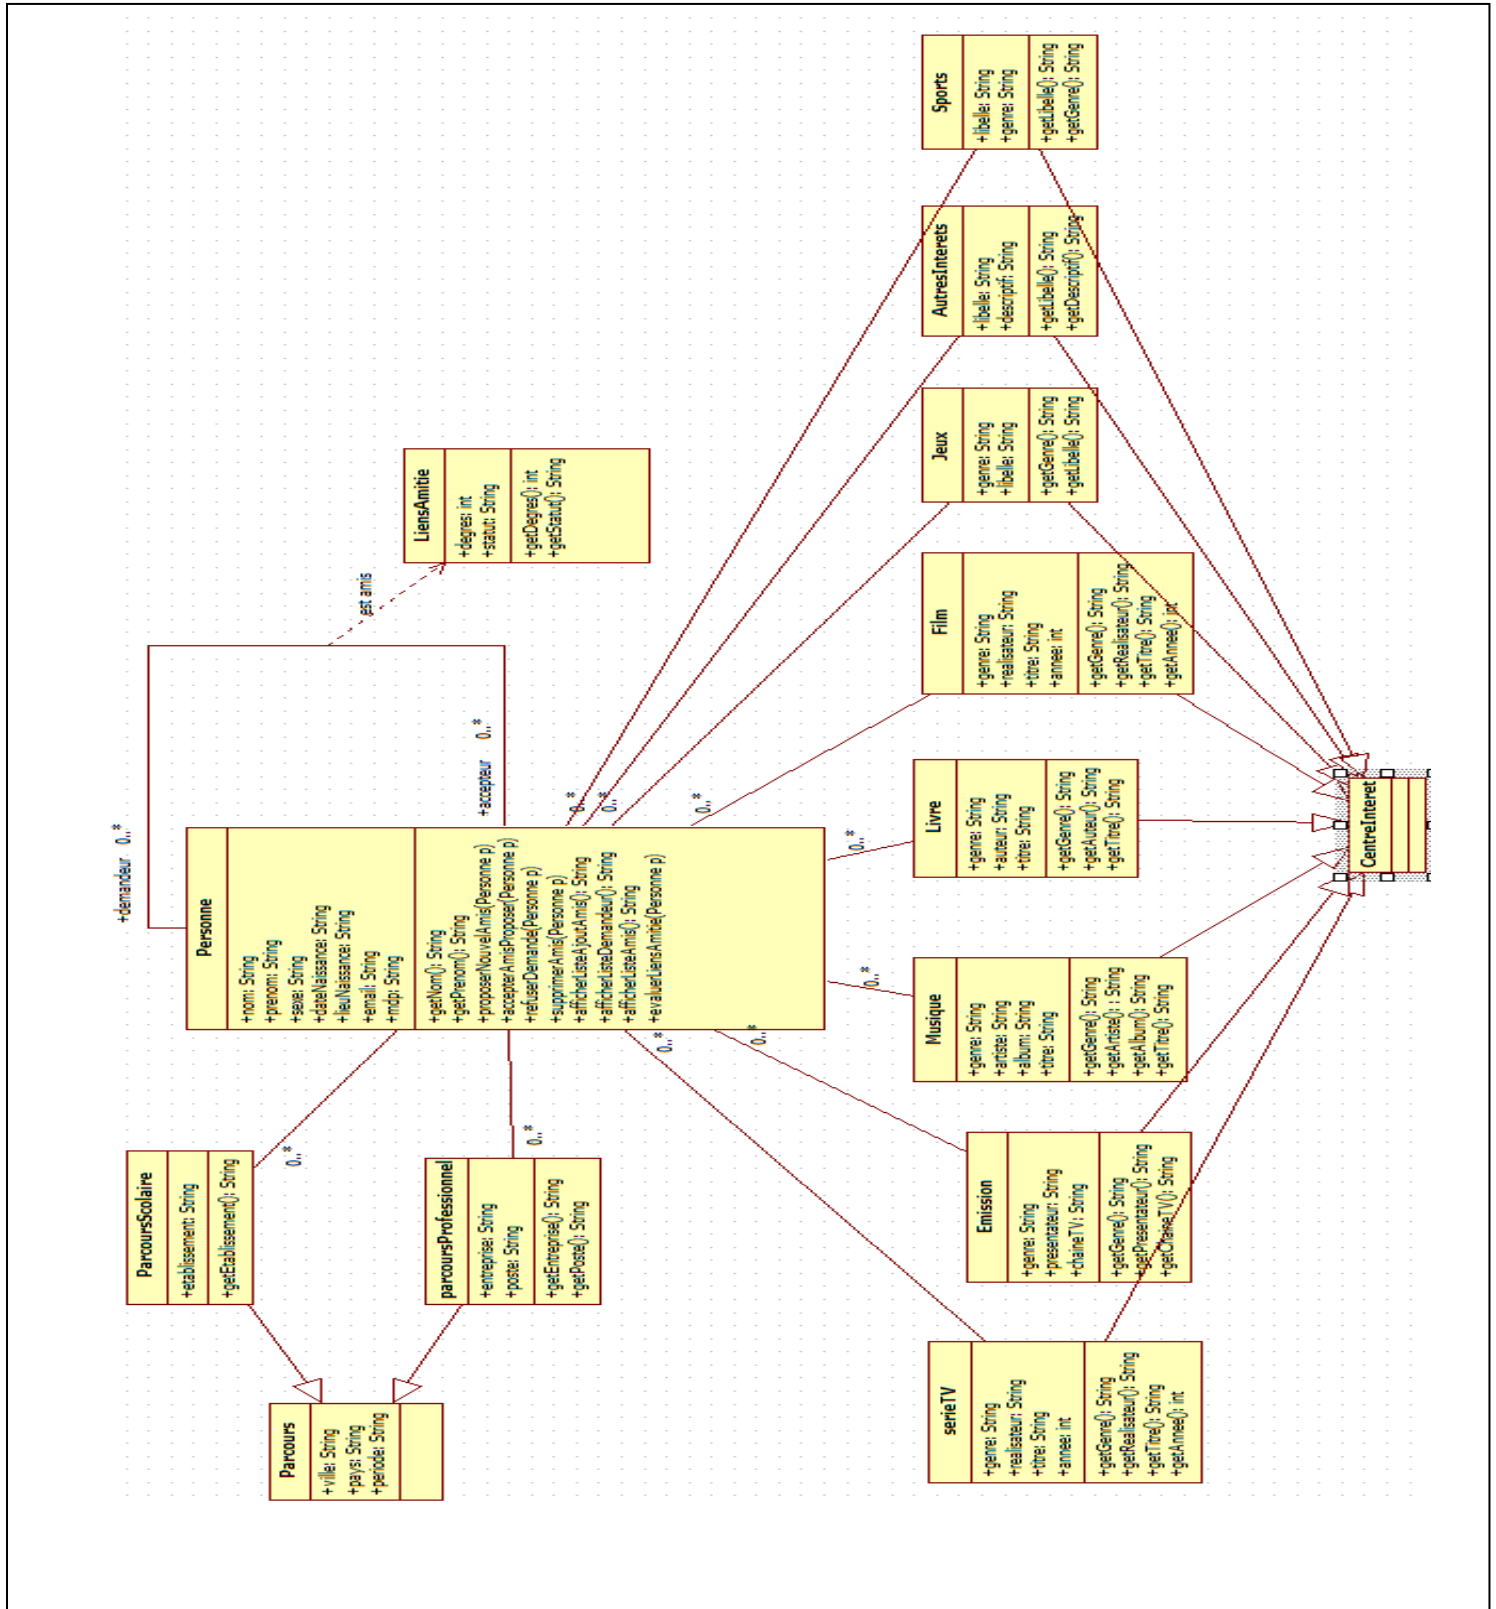 Parcours
+ville: String
+pays: String
+periode: String
ParcoursScolaire
+etablissement: String
+getEtablissement(): String
0..*
parcoursProfessionnel
+entreprise: String
+poste: String
+getEntreprise(): String
+getPoste(): String
0..*
+demandeur 0..*
Personne
+nom: String
+prenom: String
+sexe: String
+dateNaissance: String
+lieuNaissance: String
+email: String
+mdp: String
+getNom(): String
+getPrenom(): String
+proposerNouvelAmis(Personne p)
+accepterAmisProposer(Personne p)
+refuserDemande(Personne p)
+supprimerAmis(Personne p)
+afficherListeAjoutAmis(): String
+afficherListeDemandeur(): String
+afficherListeAmis(): String
+evaluerLiensAmitie(Personne p)
+accepteur 0..*
est amis
LiensAmitie
+degres: int
+statut: String
+getDegres(): int
+getStatut(): String
0..*
0..*
0..*
0..*
0..*
0..*
0..*
serieTV
+genre: String
+realisateur: String
+titre: String
+annee: int
+getGenre(): String
+getRealisateur(): String
+getTitre(): String
+getAnnee(): int
Emission
+genre: String
+presentateur: String
+chaineTV: String
+getGenre(): String
+getPresentateur(): String
+getChaineTV(): String
Musique
+genre: String
+artiste: String
+album: String
+titre: String
+getGenre(): String
+getArtiste() : String
+getAlbum(): String
+getTitre(): String
Livre
+genre: String
+auteur: String
+titre: String
+getGenre(): String
+getAuteur(): String
+getTitre(): String
Film
+genre: String
+realisateur: String
+titre: String
+annee: int
+getGenre(): String
+getRealisateur(): String
+getTitre(): String
+getAnnee(): int
Jeux
+genre: String
+libelle: String
+getGenre(): String
+getLibelle(): String
AutresInterets
+libelle: String
+descriptif: String
+getLibelle(): String
+getDescriptif(): String
Sports
+libelle: String
+genre: String
+getLibelle(): String
+getGenre(): String
CentreInteret